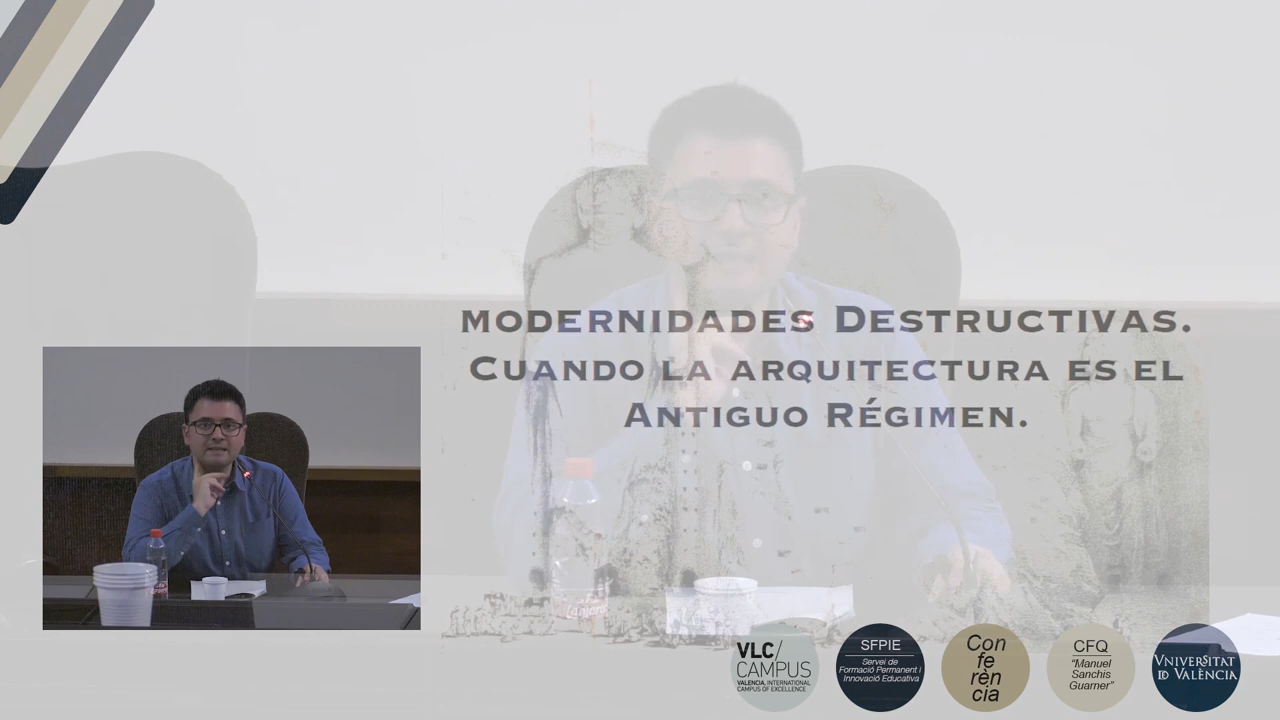 MODERNIDADES DESTRUCTIVAS.
CUANDO LA ARQUITECTURA ES EL
ANTIGUO RÉGIMEN.
Lanjarón
VLC/
CAMPUS
VALENCIA, INTERNATIONAL
CAMPUS OF EXCELLENCE
SFPIE
Servei de
Formació Permanent i
Innovació Educativa
Con
fe
rèn
cia
CFQ
"Manuel
Sanchis
Guarner"
VNIVERSITAT
ID VALÈNCIA